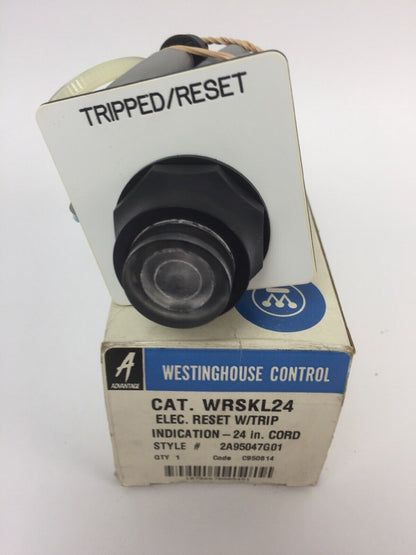 TRIPPED/RESET
A
ADVANTAGE
WESTINGHOUSE CONTROL
CAT. WRSKL24
ELEC. RESET W/TRIP
INDICATION-24 in. CORD
STYLE # 2A95047G01
QTY 1 Code C950614